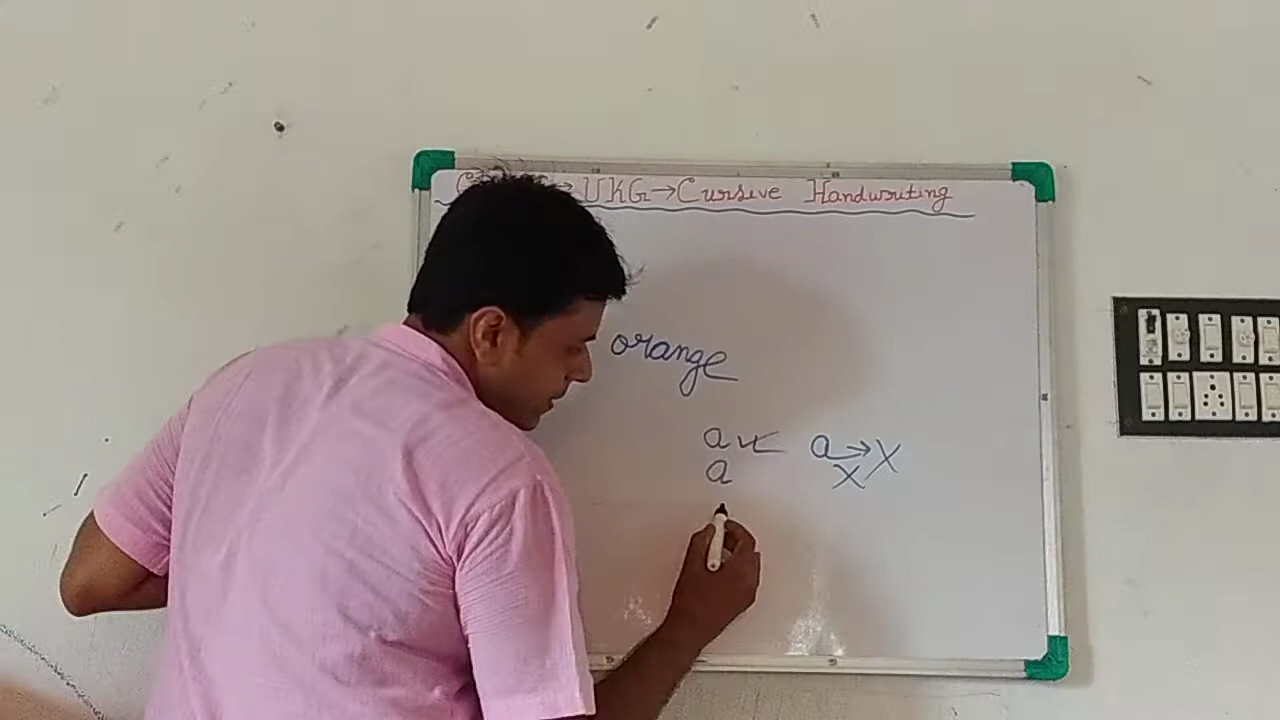 → UKG → Cursive Handwriting
orange
a a → X
a X